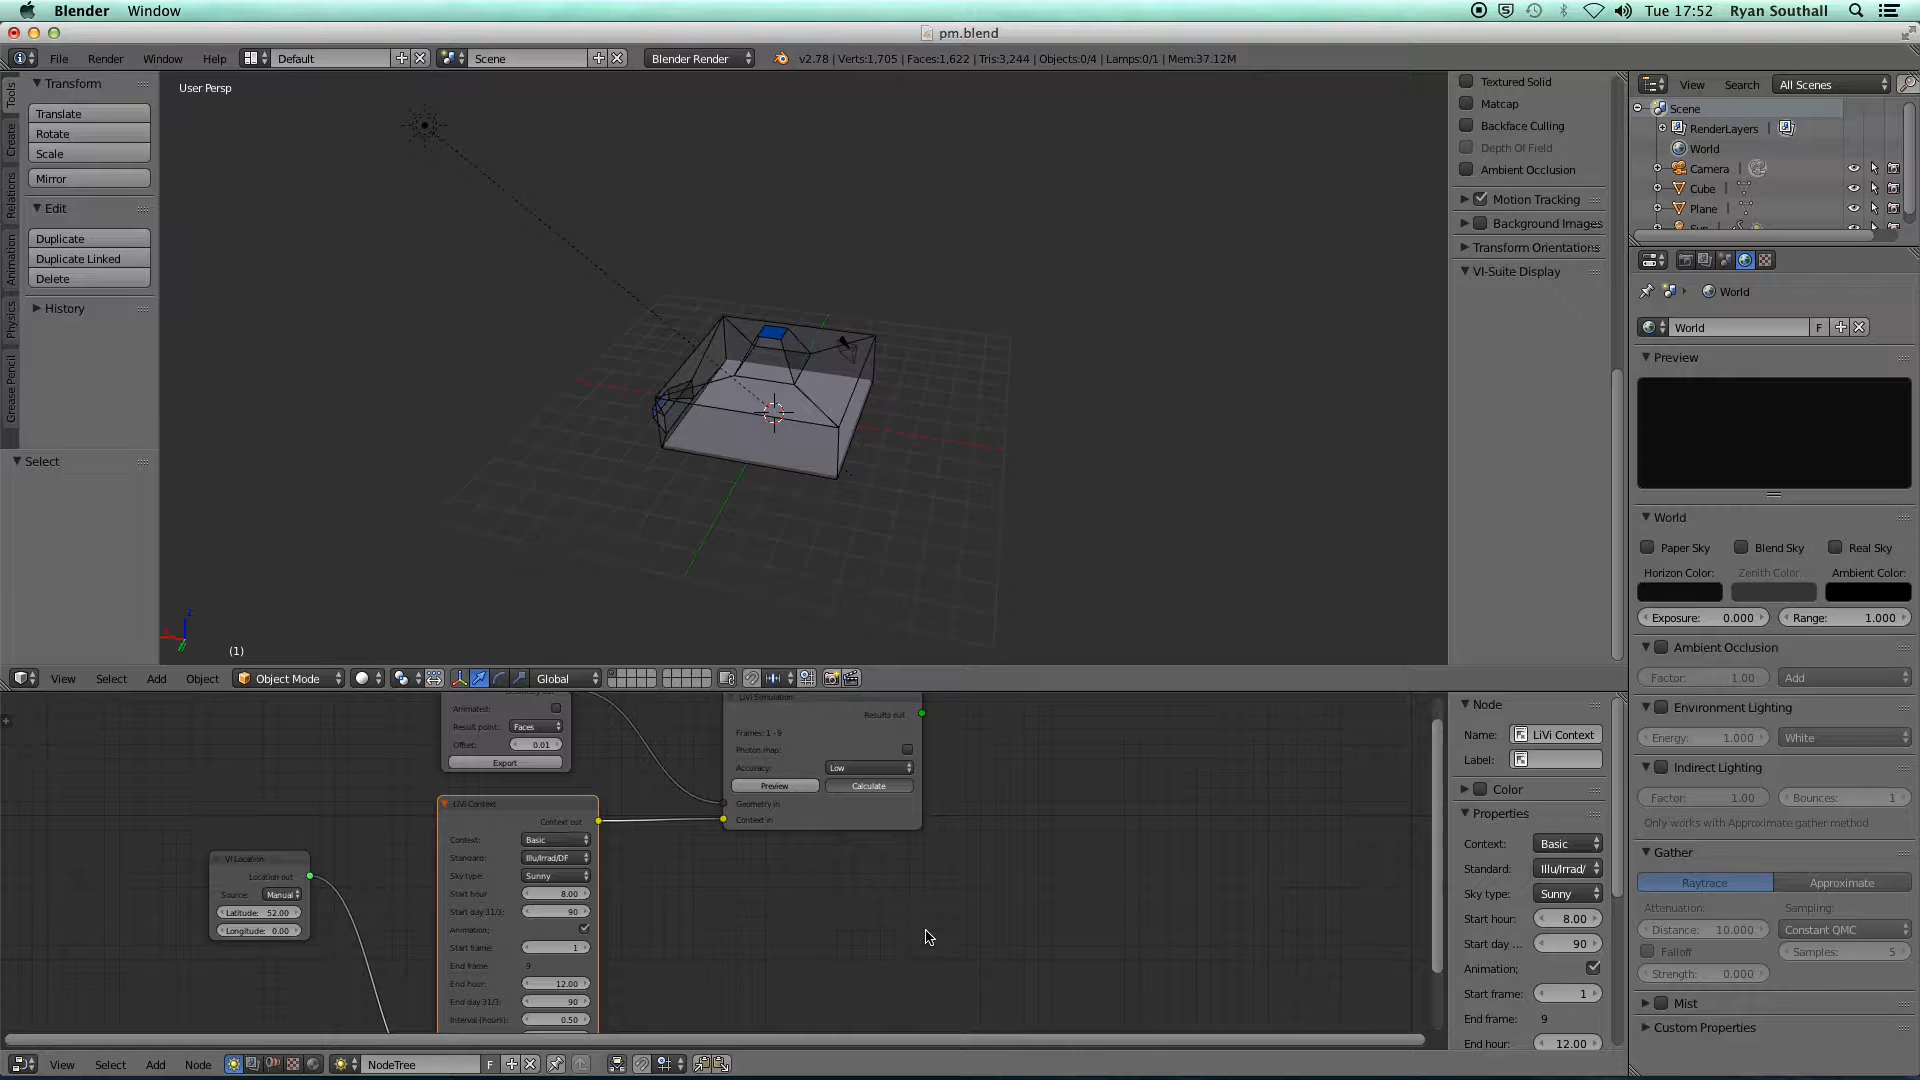 Blender Window Tue 17:52 Ryan Southall
pm.blend
File Render Window Help Default Scene Blender Render v2.78 | Verts:1,705 | Faces:1,622 | Tris:3,244 | Objects:0/4 | Lamps:0/1 | Mem:37.12M
Tools
Create
Relations
Animation
Physics
Grease Pencil
Transform
Translate
Rotate
Scale
Mirror
Edit
Duplicate
Duplicate Linked
Delete
History
Select
User Persp
(1)
Textured Solid
Matcap
Backface Culling
Depth Of Field
Ambient Occlusion
Motion Tracking
Background Images
Transform Orientations
VI-Suite Display
View Search All Scenes
Scene
RenderLayers |
World
Camera |
Cube |
Plane |
World
World F
Preview
World
Paper Sky Blend Sky Real Sky
Horizon Color: Zenith Color: Ambient Color:
Exposure: 0.000 Range: 1.000
Ambient Occlusion
Factor: 1.00 Add
Environment Lighting
Energy: 1.000 White
Indirect Lighting
Factor: 1.00 Bounces: 1
Only works with Approximate gather method
Gather
Raytrace Approximate
Attenuation: Sampling:
Distance: 10.000 Constant QMC
Falloff Samples: 5
Strength: 0.000
Mist
Custom Properties
View Select Add Object Object Mode Global
Animated:
Result point: Faces
Offset: 0.01
Export
LiVi Simulation
Results out
Frames: 1 - 9
Photon map:
Accuracy: Low
Preview Calculate
Geometry in
Context in
LiVi Context
Context out
Context: Basic
Standard: Illu/Irrad/DF
Sky type: Sunny
Start hour 8.00
Start day 31/3: 90
Animation;
Start frame: 1
End frame 9
End hour: 12.00
End day 31/3: 90
Interval (hours): 0.50
VI Location
Location out
Source: Manual
Latitude: 52.00
Longitude: 0.00
Node
Name: LiVi Context
Label:
Color
Properties
Context: Basic
Standard: Illu/Irrad/
Sky type: Sunny
Start hour: 8.00
Start day ... 90
Animation;
Start frame: 1
End frame: 9
End hour: 12.00
View Select Add Node NodeTree F